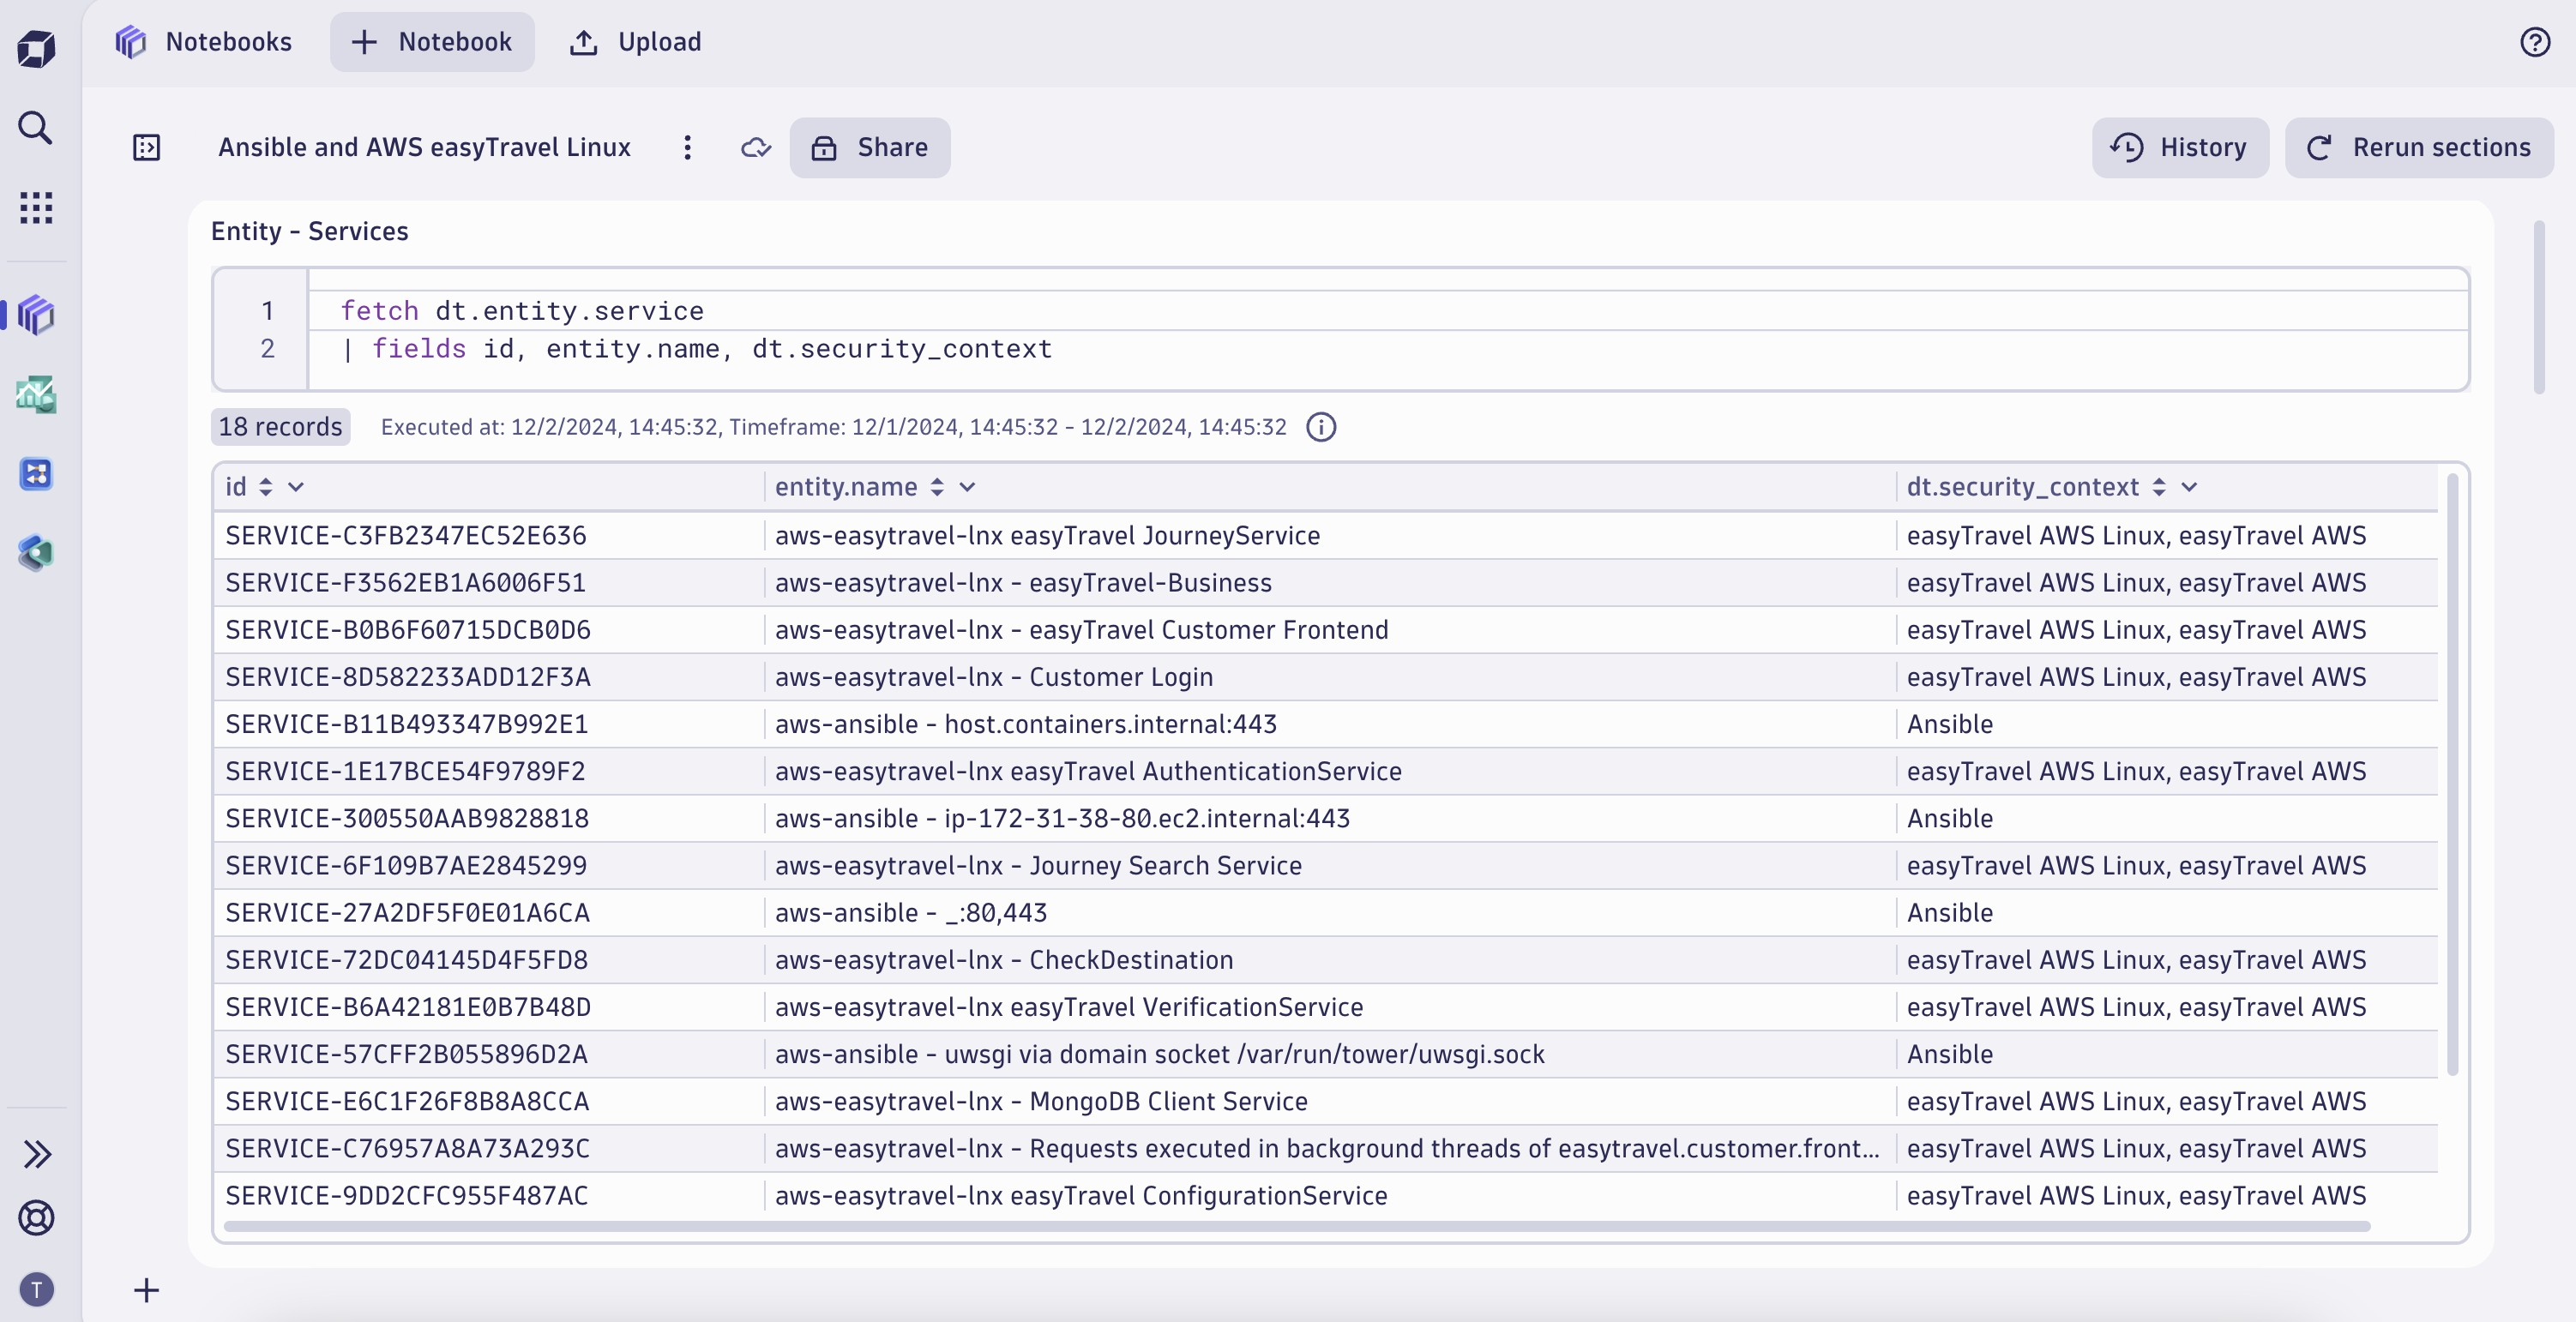 Notebooks
Notebook
Upload
Ansible and AWS easyTravel Linux
Share
History
Rerun sections
Entity - Services
1 fetch dt.entity.service
2 | fields id, entity.name, dt.security_context
18 records Executed at: 12/2/2024, 14:45:32, Timeframe: 12/1/2024, 14:45:32 - 12/2/2024, 14:45:32
id entity.name dt.security_context
SERVICE-C3FB2347EC52E636 aws-easytravel-lnx easyTravel JourneyService easyTravel AWS Linux, easyTravel AWS
SERVICE-F3562EB1A6006F51 aws-easytravel-lnx - easyTravel-Business easyTravel AWS Linux, easyTravel AWS
SERVICE-B0B6F60715DCB0D6 aws-easytravel-lnx - easyTravel Customer Frontend easyTravel AWS Linux, easyTravel AWS
SERVICE-8D582233ADD12F3A aws-easytravel-lnx - Customer Login easyTravel AWS Linux, easyTravel AWS
SERVICE-B11B493347B992E1 aws-ansible - host.containers.internal:443 Ansible
SERVICE-1E17BCE54F9789F2 aws-easytravel-lnx easyTravel AuthenticationService easyTravel AWS Linux, easyTravel AWS
SERVICE-300550AAB9828818 aws-ansible - ip-172-31-38-80.ec2.internal:443 Ansible
SERVICE-6F109B7AE2845299 aws-easytravel-lnx - Journey Search Service easyTravel AWS Linux, easyTravel AWS
SERVICE-27A2DF5F0E01A6CA aws-ansible - _:80,443 Ansible
SERVICE-72DC04145D4F5FD8 aws-easytravel-lnx - CheckDestination easyTravel AWS Linux, easyTravel AWS
SERVICE-B6A42181E0B7B48D aws-easytravel-lnx easyTravel VerificationService easyTravel AWS Linux, easyTravel AWS
SERVICE-57CFF2B055896D2A aws-ansible - uwsgi via domain socket /var/run/tower/uwsgi.sock Ansible
SERVICE-E6C1F26F8B8A8CCA aws-easytravel-lnx - MongoDB Client Service easyTravel AWS Linux, easyTravel AWS
SERVICE-C76957A8A73A293C aws-easytravel-lnx - Requests executed in background threads of easytravel.customer.front... easyTravel AWS Linux, easyTravel AWS
SERVICE-9DD2CFC955F487AC aws-easytravel-lnx easyTravel ConfigurationService easyTravel AWS Linux, easyTravel AWS
T